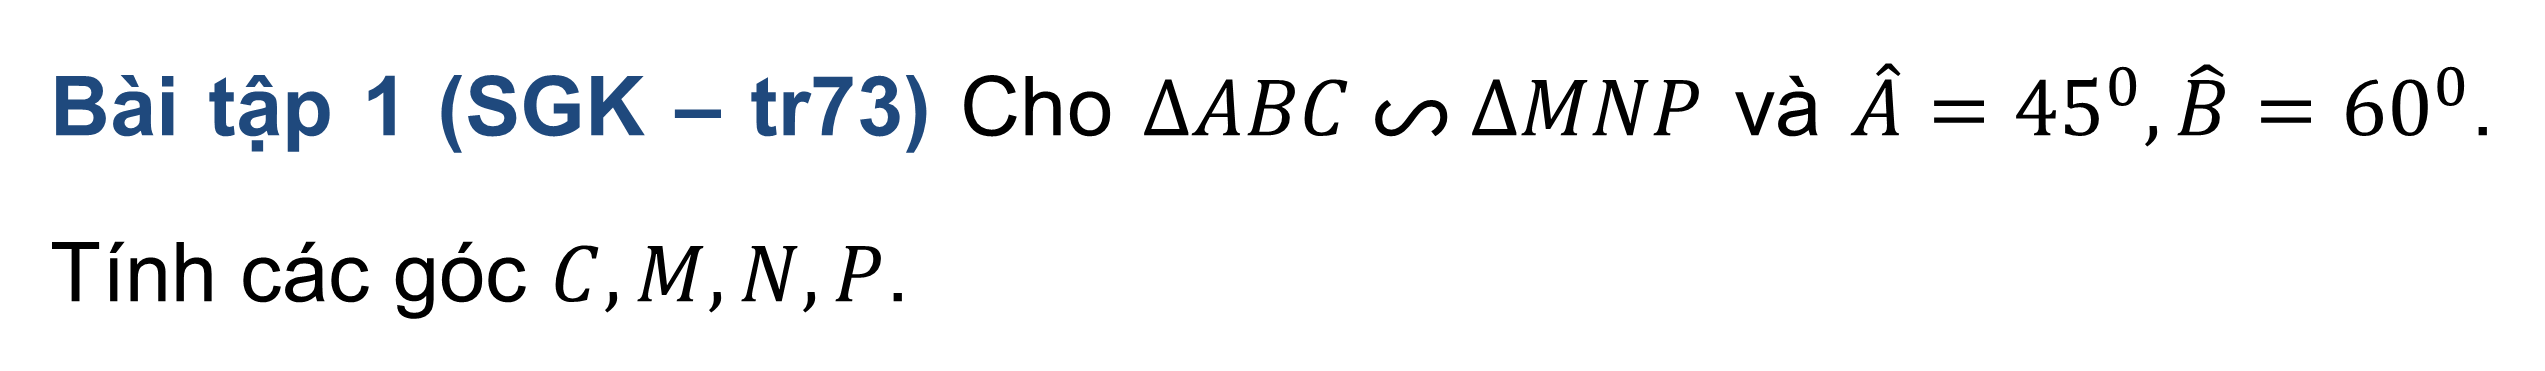 Bài tập 1 (SGK – tr73) Cho ΔABC ∽ ΔMNP và Â = 45⁰, B̂ = 60⁰.
Tính các góc C, M, N, P.